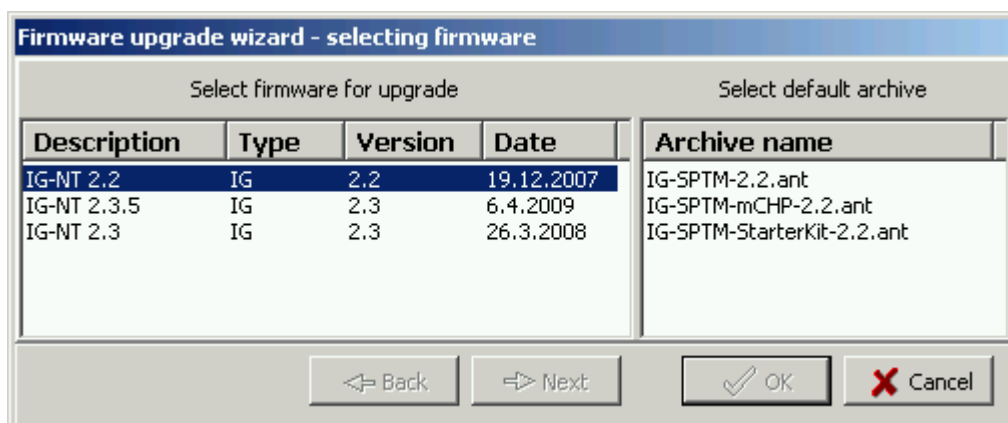 Firmware upgrade wizard - selecting firmware
Select firmware for upgrade
Description Type Version Date
IG-NT 2.2 IG 2.2 19.12.2007
IG-NT 2.3.5 IG 2.3 6.4.2009
IG-NT 2.3 IG 2.3 26.3.2008
Select default archive
Archive name
IG-SPTM-2.2.ant
IG-SPTM-mCHP-2.2.ant
IG-SPTM-StarterKit-2.2.ant
Back Next OK Cancel